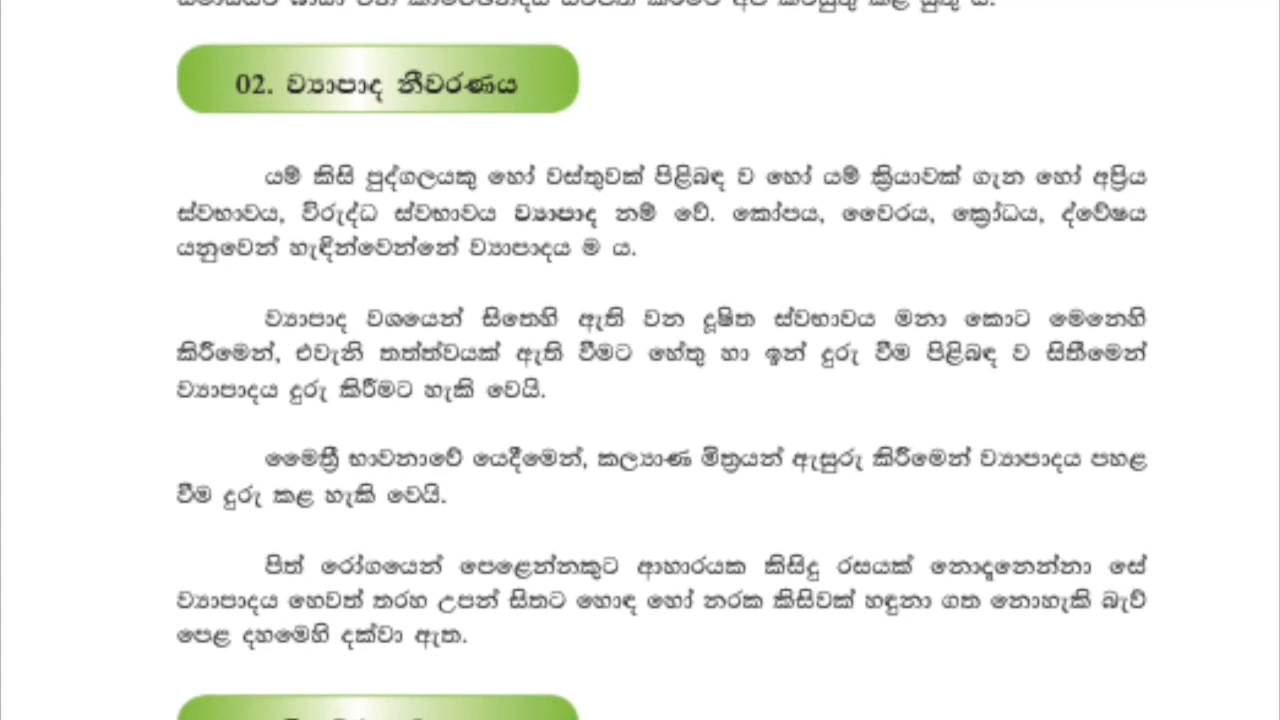 02. ව්‍යාපාද නීවරණය
යම් කිසි පුද්ගලයකු හෝ වස්තුවක් පිළිබඳ ව හෝ යම් ක්‍රියාවක් ගැන හෝ අප්‍රිය
ස්වභාවය, විරුද්ධ ස්වභාවය ව්‍යාපාද නම් වේ. කෝපය, වෛරය, ක්‍රෝධය, ද්වේෂය
යනුවෙන් හැඳින්වෙන්නේ ව්‍යාපාදය ම ය.
ව්‍යාපාද වශයෙන් සිතෙහි ඇති වන දූෂිත ස්වභාවය මනා කොට මෙනෙහි
කිරීමෙන්, එවැනි තත්ත්වයක් ඇති වීමට හේතු හා ඉන් දුරු වීම පිළිබඳ ව සිතීමෙන්
ව්‍යාපාදය දුරු කිරීමට හැකි වෙයි.
මෛත්‍රී භාවනාවේ යෙදීමෙන්, කල්‍යාණ මිත්‍රයන් ඇසුරු කිරීමෙන් ව්‍යාපාදය පහළ
වීම දුරු කළ හැකි වෙයි.
පිත් රෝගයෙන් පෙළෙන්නකුට ආහාරයක කිසිදු රසයක් නොදැනෙන්නා සේ
ව්‍යාපාදය හෙවත් තරහ උපන් සිතට හොඳ හෝ නරක කිසිවක් හඳුනා ගත නොහැකි බැව්
පෙළ දහමෙහි දක්වා ඇත.